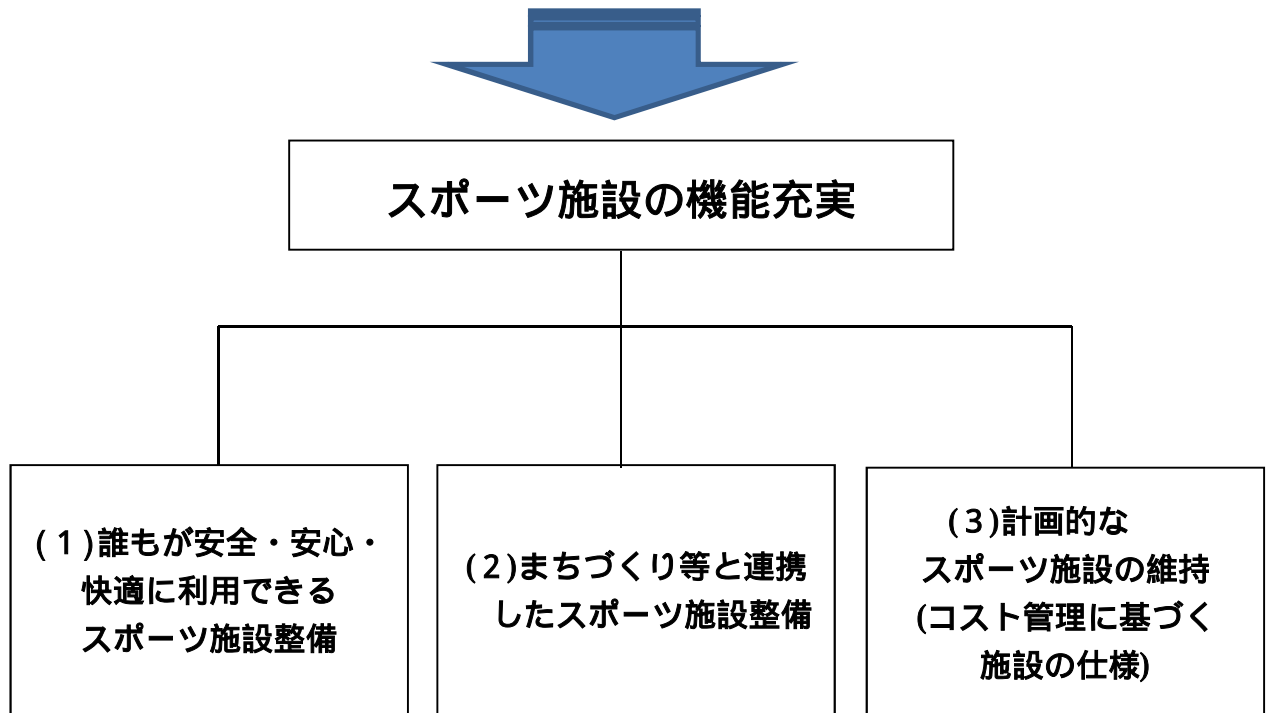 スポーツ施設の機能充実
(１)誰もが安全・安心・
快適に利用できる
スポーツ施設整備
(２)まちづくり等と連携
したスポーツ施設整備
(３)計画的な
スポーツ施設の維持
(コスト管理に基づく
施設の仕様)